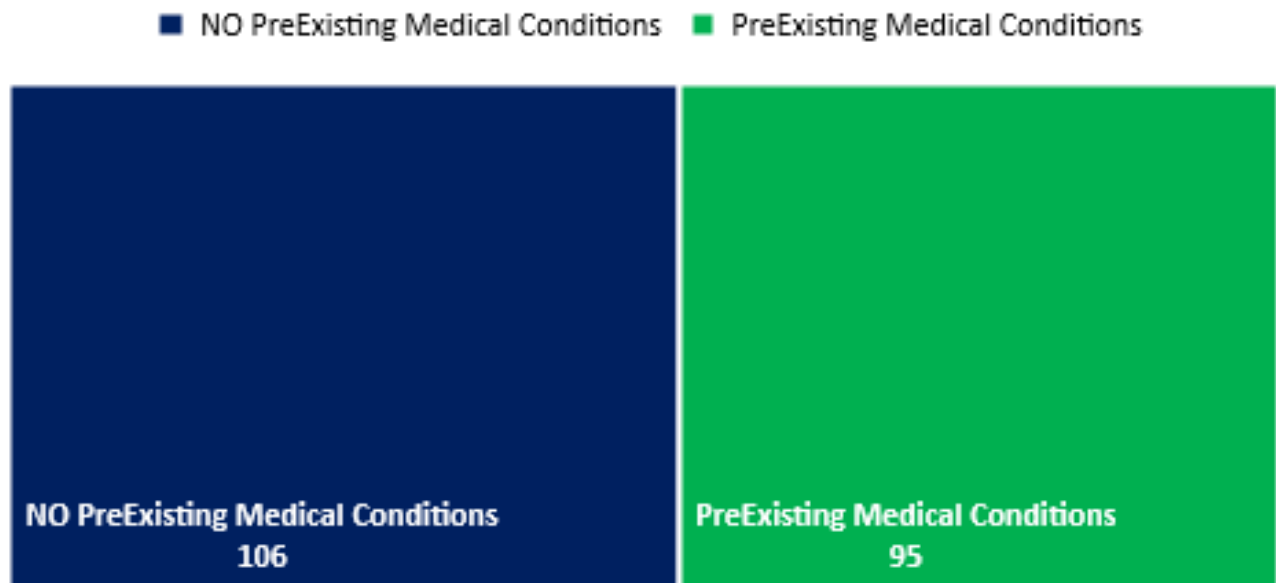 NO PreExisting Medical Conditions PreExisting Medical Conditions
NO PreExisting Medical Conditions
106
PreExisting Medical Conditions
95